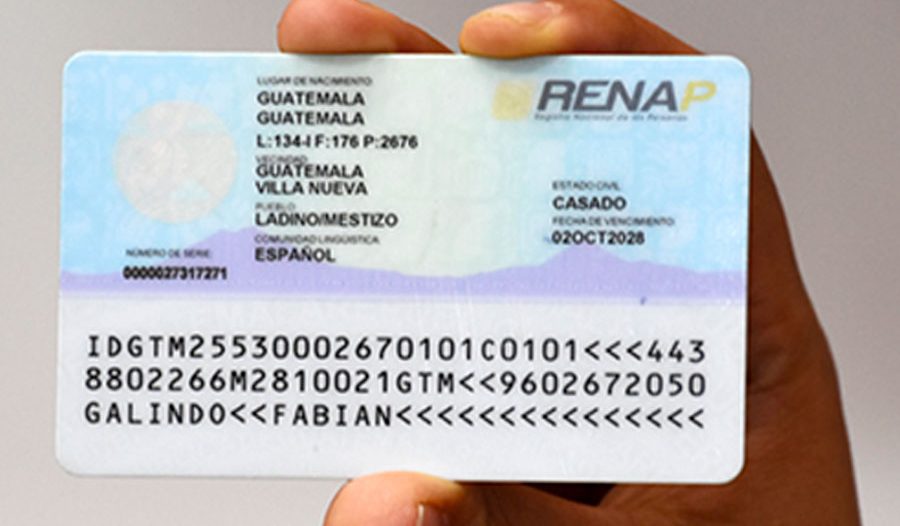 LUGAR DE NACIMIENTO:
GUATEMALA
GUATEMALA
L:134-I F:176 P:2676
VECINDAD:
GUATEMALA
VILLA NUEVA
PUEBLO:
LADINO/MESTIZO
COMUNIDAD LINGÜÍSTICA:
ESPAÑOL
NÚMERO DE SERIE:
0000027317271
RENAP
Registro Nacional de las Personas
ESTADO CIVIL:
CASADO
FECHA DE VENCIMIENTO:
02OCT2028
IDGTM25530002670101C0101<<<443
8802266M2810021GTM<<9602672050
GALINDO<<FABIAN<<<<<<<<<<<<<<<